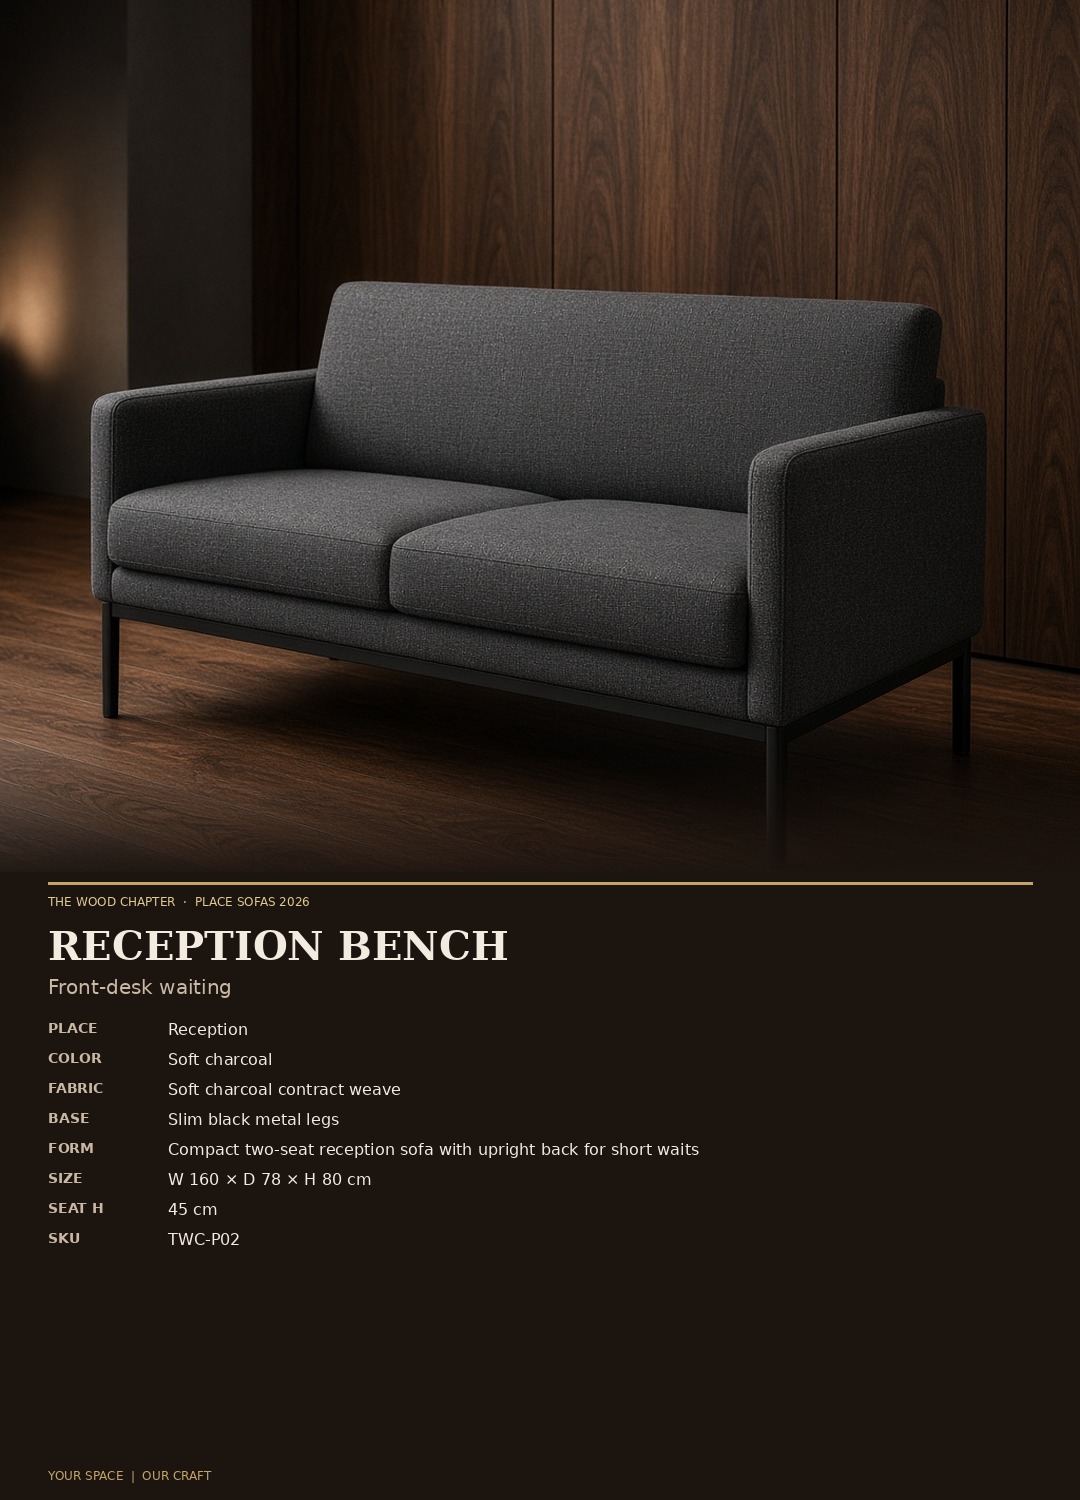 THE WOOD CHAPTER · PLACE SOFAS 2026
RECEPTION BENCH
Front-desk waiting
PLACE Reception
COLOR Soft charcoal
FABRIC Soft charcoal contract weave
BASE Slim black metal legs
FORM Compact two-seat reception sofa with upright back for short waits
SIZE W 160 × D 78 × H 80 cm
SEAT H 45 cm
SKU TWC-P02
YOUR SPACE | OUR CRAFT